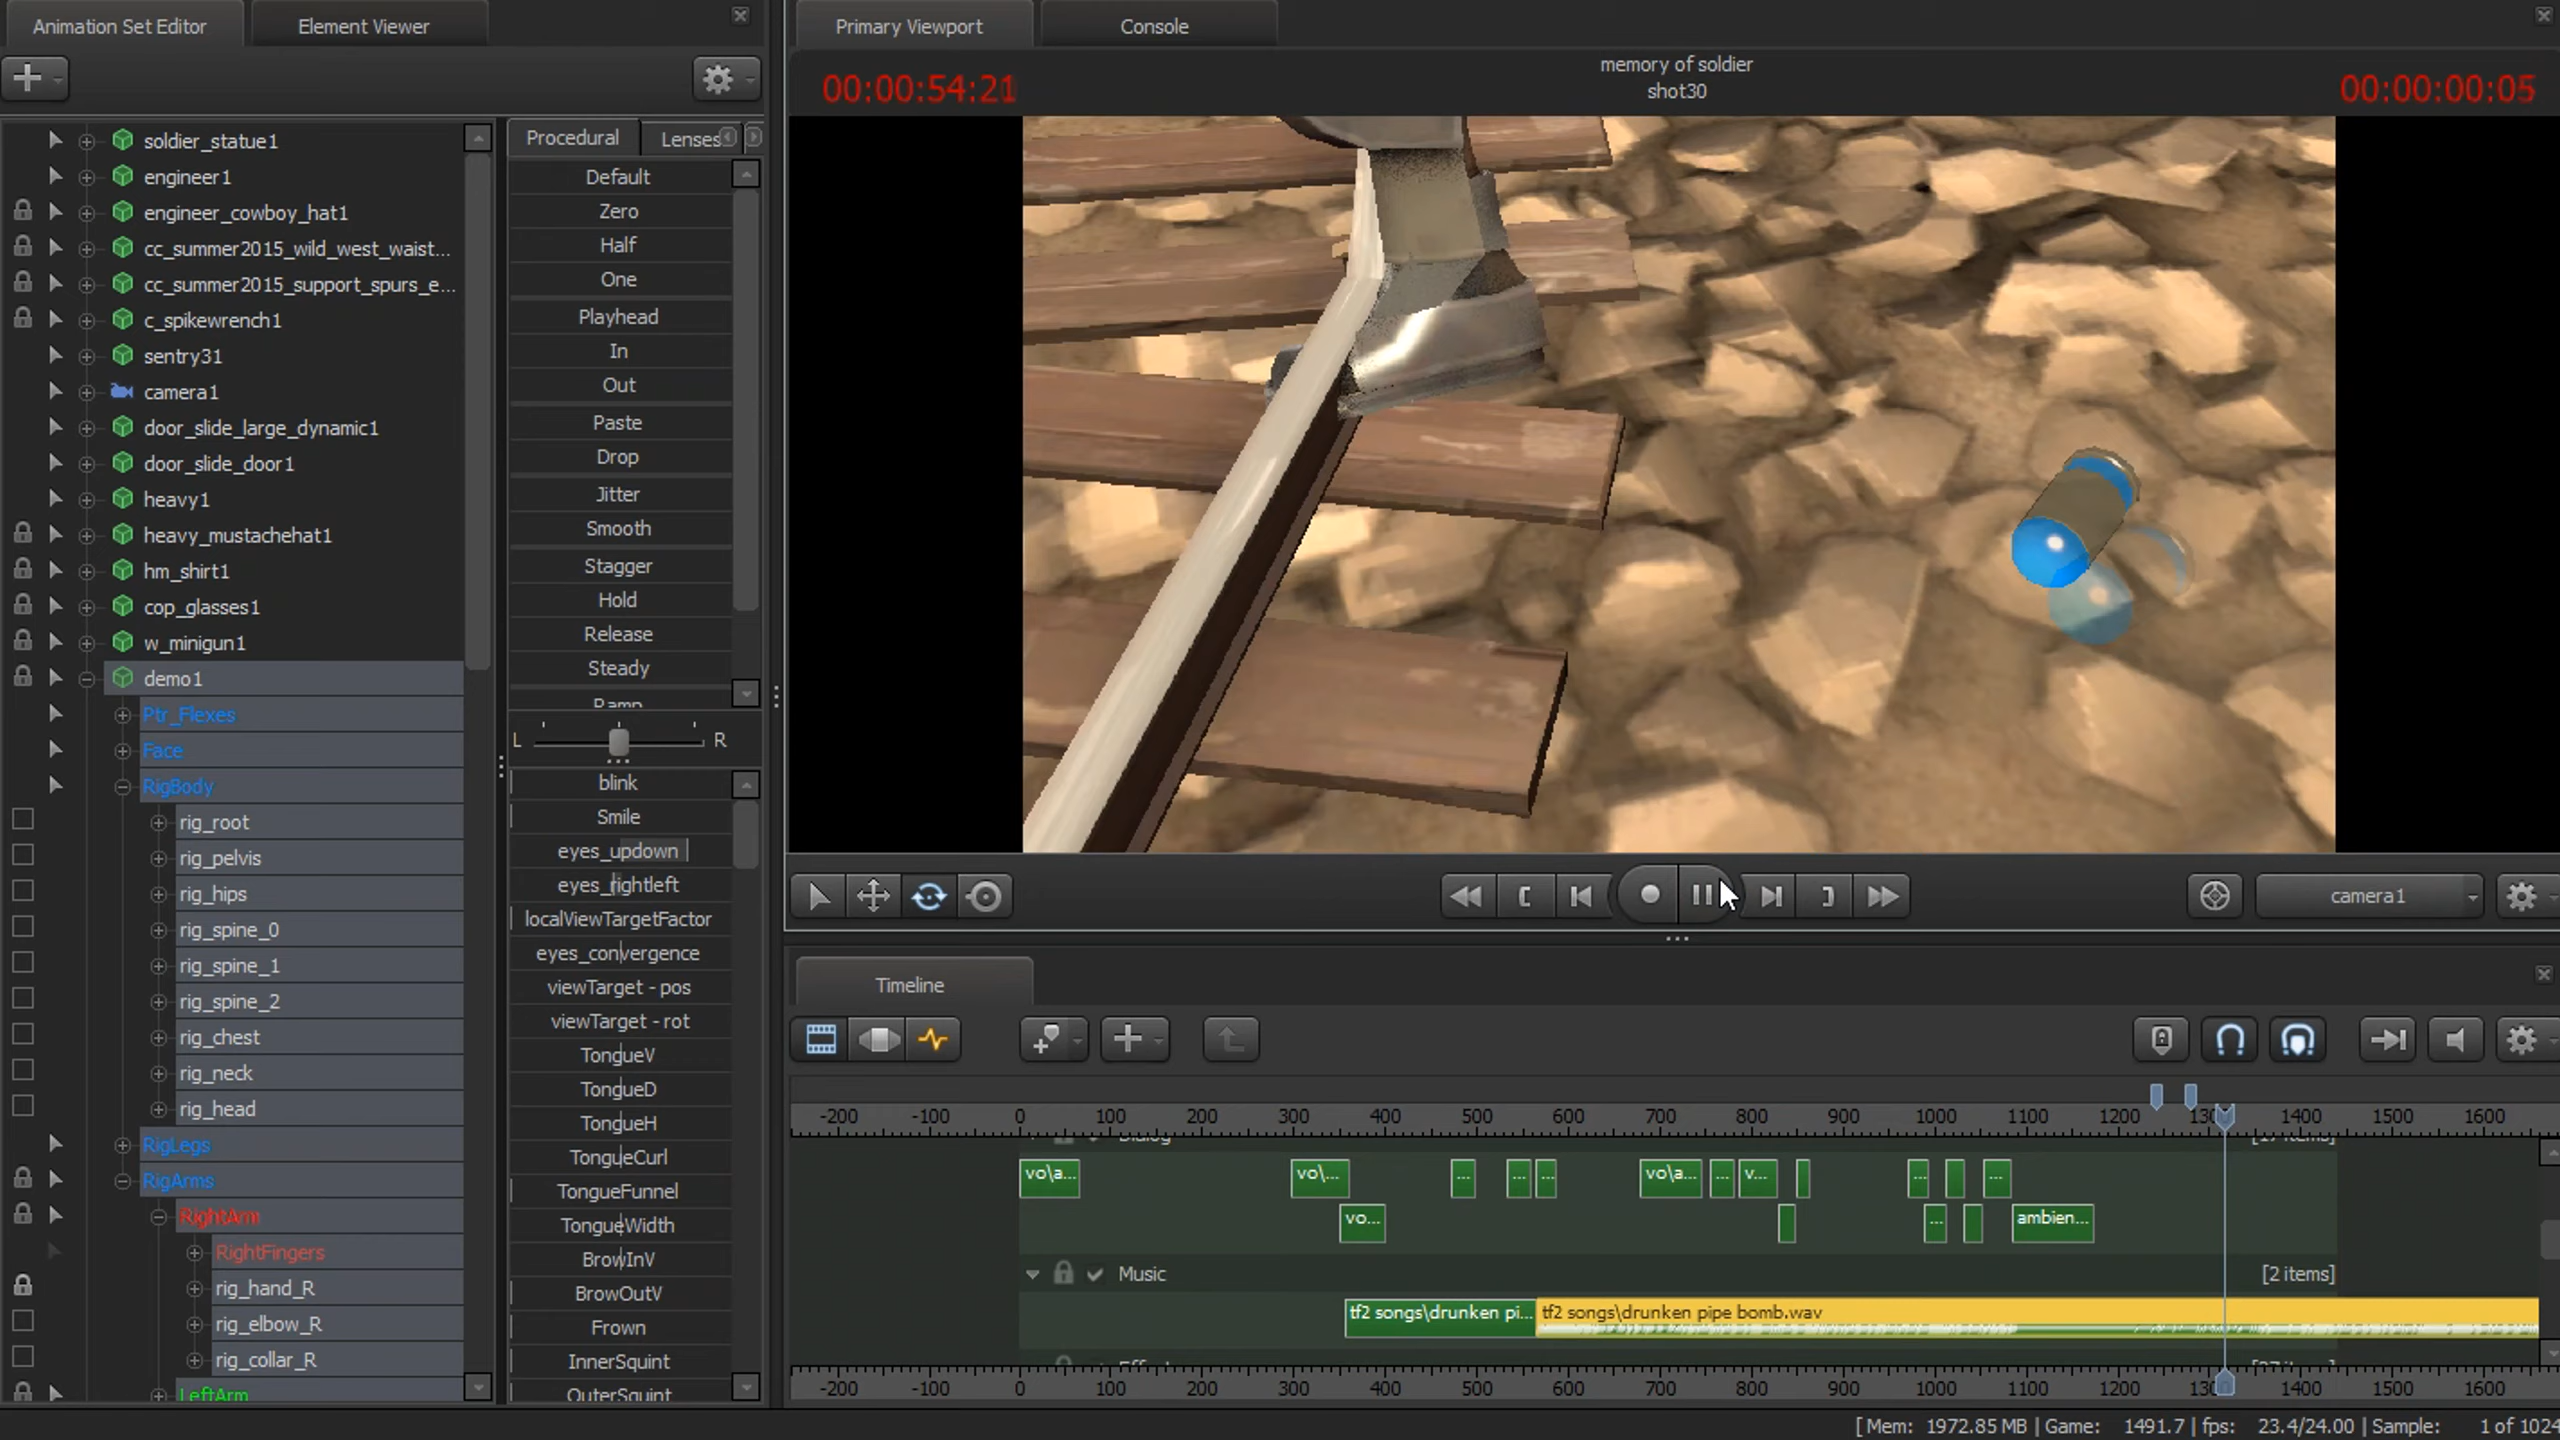 Animation Set Editor
Element Viewer
soldier_statue1
engineer1
engineer_cowboy_hat1
cc_summer2015_wild_west_waist...
cc_summer2015_support_spurs_e...
c_spikewrench1
sentry31
camera1
door_slide_large_dynamic1
door_slide_door1
heavy1
heavy_mustachehat1
hm_shirt1
cop_glasses1
w_minigun1
demo1
Ptr_Flexes
Face
RigBody
rig_root
rig_pelvis
rig_hips
rig_spine_0
rig_spine_1
rig_spine_2
rig_chest
rig_neck
rig_head
RigLegs
RigArms
RightArm
RightFingers
rig_hand_R
rig_elbow_R
rig_collar_R
LeftArm
Procedural
Lenses
Default
Zero
Half
One
Playhead
In
Out
Paste
Drop
Jitter
Smooth
Stagger
Hold
Release
Steady
Ramp
L R
blink
Smile
eyes_updown
eyes_rightleft
localViewTargetFactor
eyes_convergence
viewTarget - pos
viewTarget - rot
TongueV
TongueD
TongueH
TongueCurl
TongueFunnel
TongueWidth
BrowInV
BrowOutV
Frown
InnerSquint
OuterSquint
Primary Viewport
Console
00:00:54:21
memory of soldier
shot30
00:00:00:05
camera1
Timeline
-200 -100 0 100 200 300 400 500 600 700 800 900 1000 1100 1200 1400 1500 1600
Dialog
[17 items]
vo\a... vo\... ... ... ... vo\a... ... v... ... ...
vo... ... ambien...
Music
[2 items]
tf2 songs\drunken pi...
tf2 songs\drunken pipe bomb.wav
-200 -100 0 100 200 300 400 500 600 700 800 900 1000 1100 1200 1400 1500 1600
[ Mem: 1972.85 MB | Game: 1491.7 | fps: 23.4/24.00 | Sample: 1 of 1024